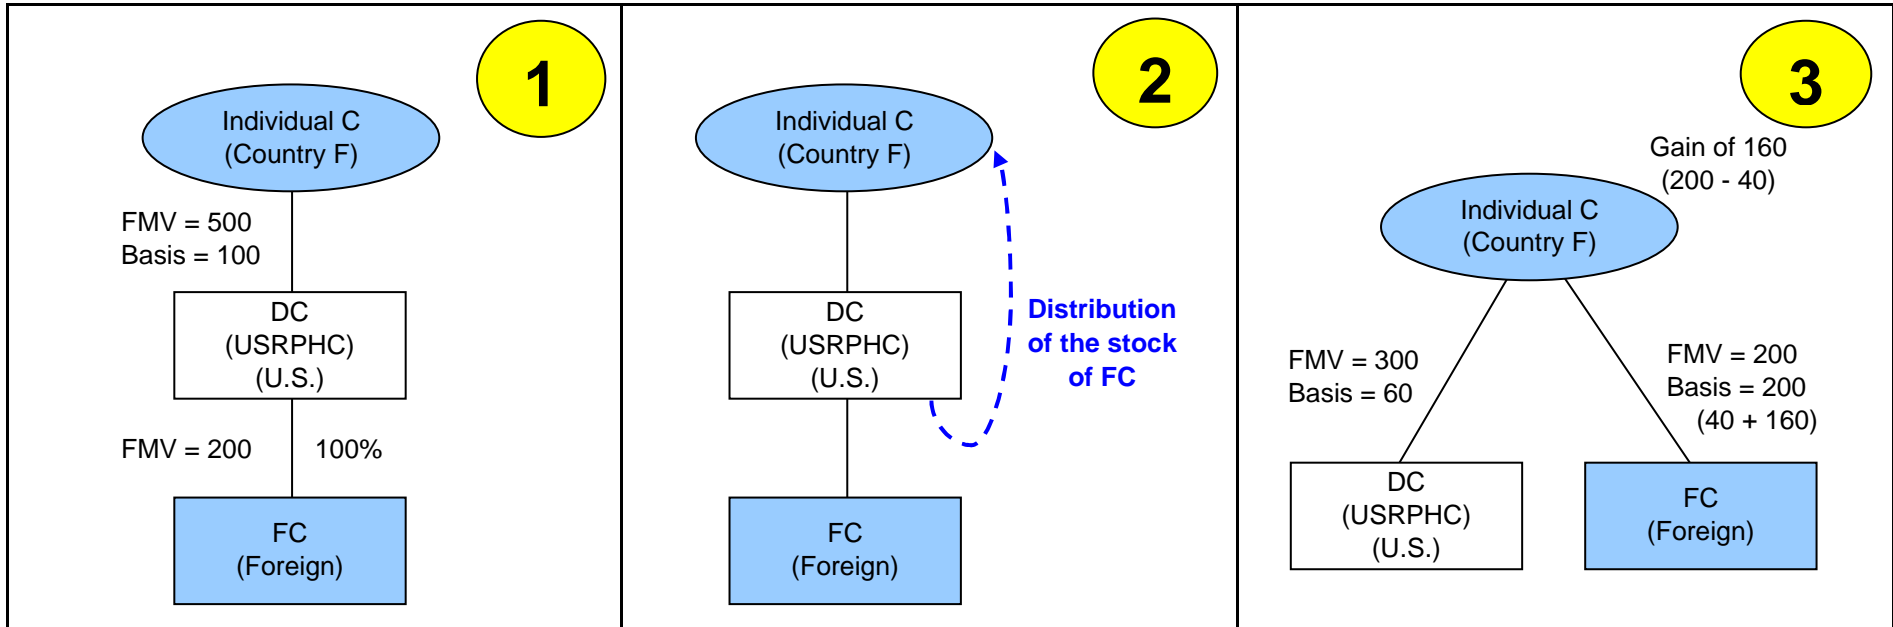 1
Individual C
(Country F)
FMV = 500
Basis = 100
DC
(USRPHC)
(U.S.)
FMV = 200
100%
FC
(Foreign)
2
Individual C
(Country F)
DC
(USRPHC)
(U.S.)
Distribution
of the stock
of FC
FC
(Foreign)
3
Gain of 160
(200 - 40)
Individual C
(Country F)
FMV = 300
Basis = 60
FMV = 200
Basis = 200
(40 + 160)
DC
(USRPHC)
(U.S.)
FC
(Foreign)